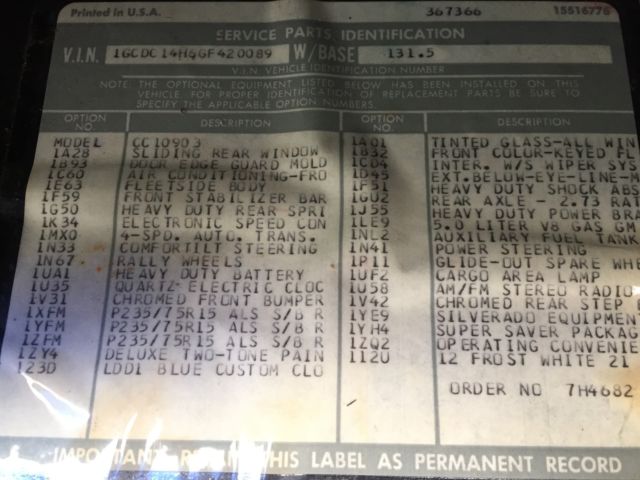 Printed in U.S.A. 367366 15516776
SERVICE PARTS IDENTIFICATION
V.I.N. 1GCDC14H4GF420089 W/BASE 131.5
V.I.N. VEHICLE IDENTIFICATION NUMBER
NOTE: THE OPTIONAL EQUIPMENT LISTED BELOW HAS BEEN INSTALLED ON THIS
VEHICLE. FOR PROPER IDENTIFICATION OF REPLACEMENT PARTS BE SURE TO
SPECIFY THE APPLICABLE OPTION NUMBERS.
OPTION NO. DESCRIPTION
MODEL CC10903
1A28 SLIDING REAR WINDOW
1B93 DOOR EDGE GUARD MOLD
1C60 AIR CONDITIONING-FRO
1E63 FLEETSIDE BODY
1F59 FRONT STABILIZER BAR
1G50 HEAVY DUTY REAR SPRI
1K34 ELECTRONIC SPEED CON
1MX0 4-SPD. AUTO. TRANS.
1N33 COMFORTILT STEERING
1N67 RALLY WHEELS
1UA1 HEAVY DUTY BATTERY
1U35 QUARTZ ELECTRIC CLOC
1V31 CHROMED FRONT BUMPER
1XFM P235/75R15 ALS S/B R
1YFM P235/75R15 ALS S/B R
1ZFM P235/75R15 ALS S/B R
1ZY4 DELUXE TWO-TONE PAIN
123D LDD1 BLUE CUSTOM CLO
OPTION NO. DESCRIPTION
1A01 TINTED GLASS-ALL WIN
1B32 FRONT COLOR-KEYED FL
1CD4 INTER. W/S WIPER SYS
1D45 EXT.BELOW-EYE-LINE-M
1F51 HEAVY DUTY SHOCK ABS
1GU2 REAR AXLE - 2.73 RAT
1J55 HEAVY DUTY POWER BRA
1LE9 5.0 LITER V8 GAS GM
1NL2 AUXILIARY FUEL TANK
1N41 POWER STEERING
1P11 GLIDE-OUT SPARE WHE
1UF2 CARGO AREA LAMP
1U58 AM/FM STEREO RADIO
1V42 CHROMED REAR STEP
1YE9 SILVERADO EQUIPMEN
1YH4 SUPER SAVER PACKAG
1ZQ2 OPERATING CONVENIE
112U 12 FROST WHITE 21
ORDER NO 7H4682
IMPORTANT: THIS LABEL AS PERMANENT RECORD